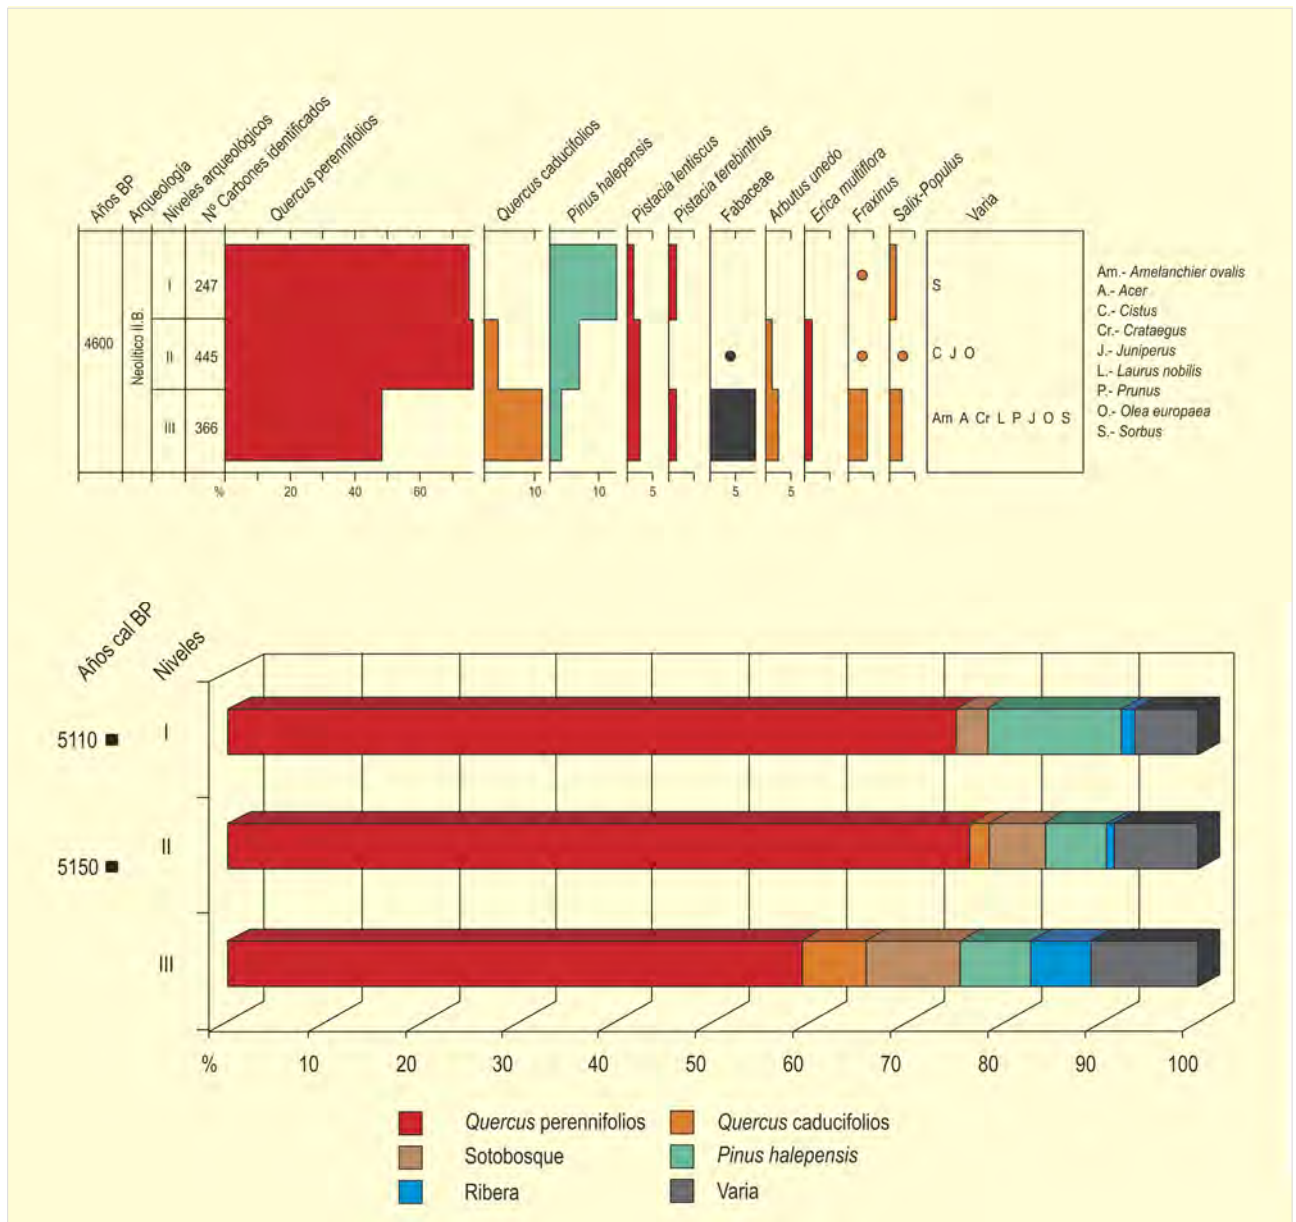 Años BP
Arqueología
Niveles arqueológicos
Nº Carbones identificados
Quercus perennifolios
Quercus caducifolios
Pinus halepensis
Pistacia lentiscus
Pistacia terebinthus
Fabaceae
Arbutus unedo
Erica multiflora
Fraxinus
Salix-Populus
Varia
4600
Neolítico II.B.
I 247 S
II 445 C J O
III 366 Am A Cr L P J O S
% 20 40 60 10 10 5 5 5
Am.- Amelanchier ovalis
A.- Acer
C.- Cistus
Cr.- Crataegus
J.- Juniperus
L.- Laurus nobilis
P.- Prunus
O.- Olea europaea
S.- Sorbus
Años cal BP
Niveles
5110 I
5150 II
III
% 10 20 30 40 50 60 70 80 90 100
Quercus perennifolios Quercus caducifolios
Sotobosque Pinus halepensis
Ribera Varia